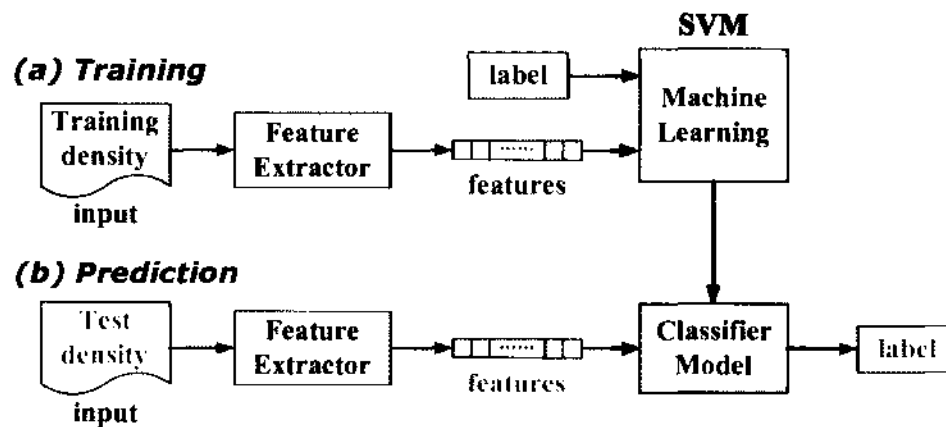 SVM
(a) Training
label
Machine
Learning
Training
density
Feature
Extractor
features
input
(b) Prediction
Test
density
Feature
Extractor
features
Classifier
Model
label
input